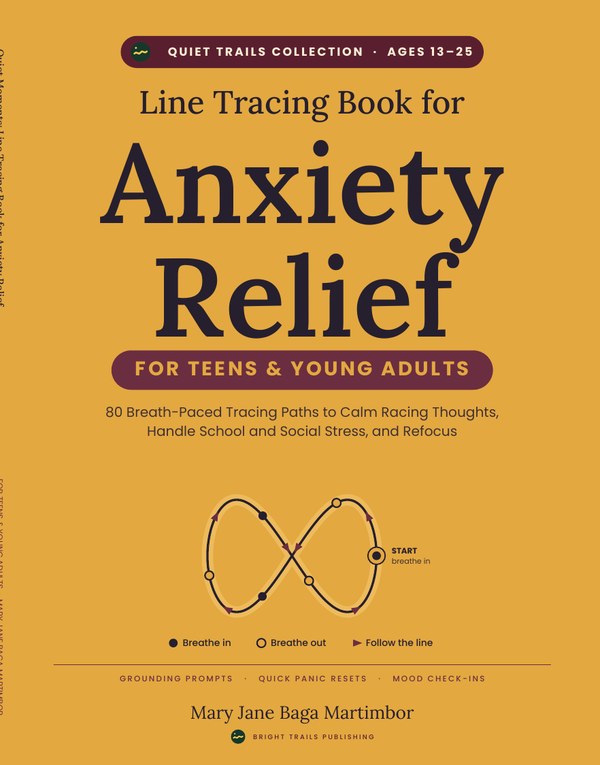 QUIET TRAILS COLLECTION · AGES 13–25
Line Tracing Book for
Anxiety
Relief
FOR TEENS & YOUNG ADULTS
80 Breath-Paced Tracing Paths to Calm Racing Thoughts,
Handle School and Social Stress, and Refocus
START
breathe in
Breathe in
Breathe out
Follow the line
GROUNDING PROMPTS · QUICK PANIC RESETS · MOOD CHECK-INS
Mary Jane Baga Martimbor
BRIGHT TRAILS PUBLISHING